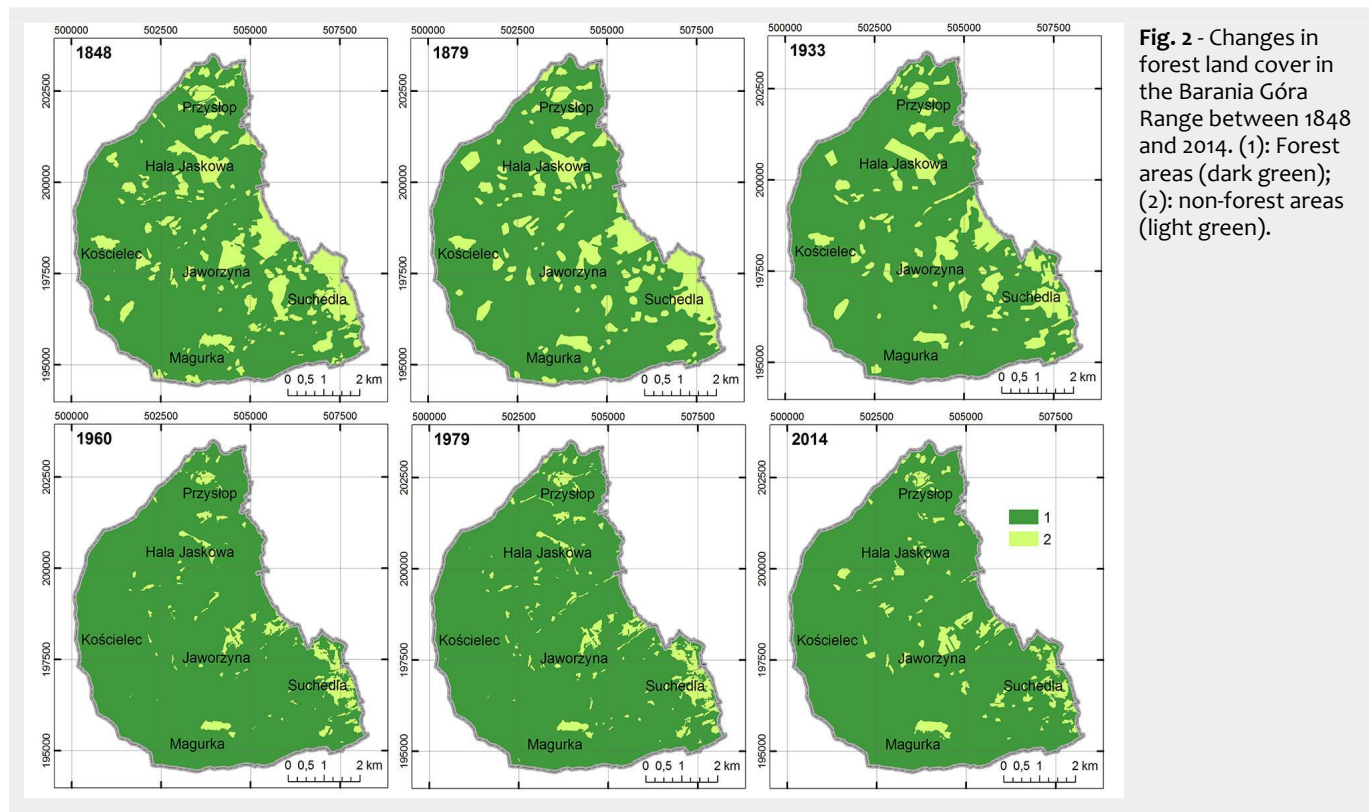 500000 502500 505000 507500
1848
202500
200000
197500
195000
Przysłop
Hala Jaskowa
Kościelec
Jaworzyna
Suchedla
Magurka
0 0,5 1 2 km
500000 502500 505000 507500
1879
202500
200000
197500
195000
Przysłop
Hala Jaskowa
Kościelec
Jaworzyna
Suchedla
Magurka
0 0,5 1 2 km
500000 502500 505000 507500
1933
202500
200000
197500
195000
Przysłop
Hala Jaskowa
Kościelec
Jaworzyna
Suchedla
Magurka
0 0,5 1 2 km
500000 502500 505000 507500
1960
202500
200000
197500
195000
Przysłop
Hala Jaskowa
Kościelec
Jaworzyna
Suchedla
Magurka
0 0,5 1 2 km
500000 502500 505000 507500
1979
202500
200000
197500
195000
Przysłop
Hala Jaskowa
Kościelec
Jaworzyna
Suchedla
Magurka
0 0,5 1 2 km
500000 502500 505000 507500
2014
202500
200000
197500
195000
Przysłop
Hala Jaskowa
Kościelec
Jaworzyna
Suchedla
Magurka
1
2
0 0,5 1 2 km
Fig. 2 - Changes in
forest land cover in
the Barania Góra
Range between 1848
and 2014. (1): Forest
areas (dark green);
(2): non-forest areas
(light green).